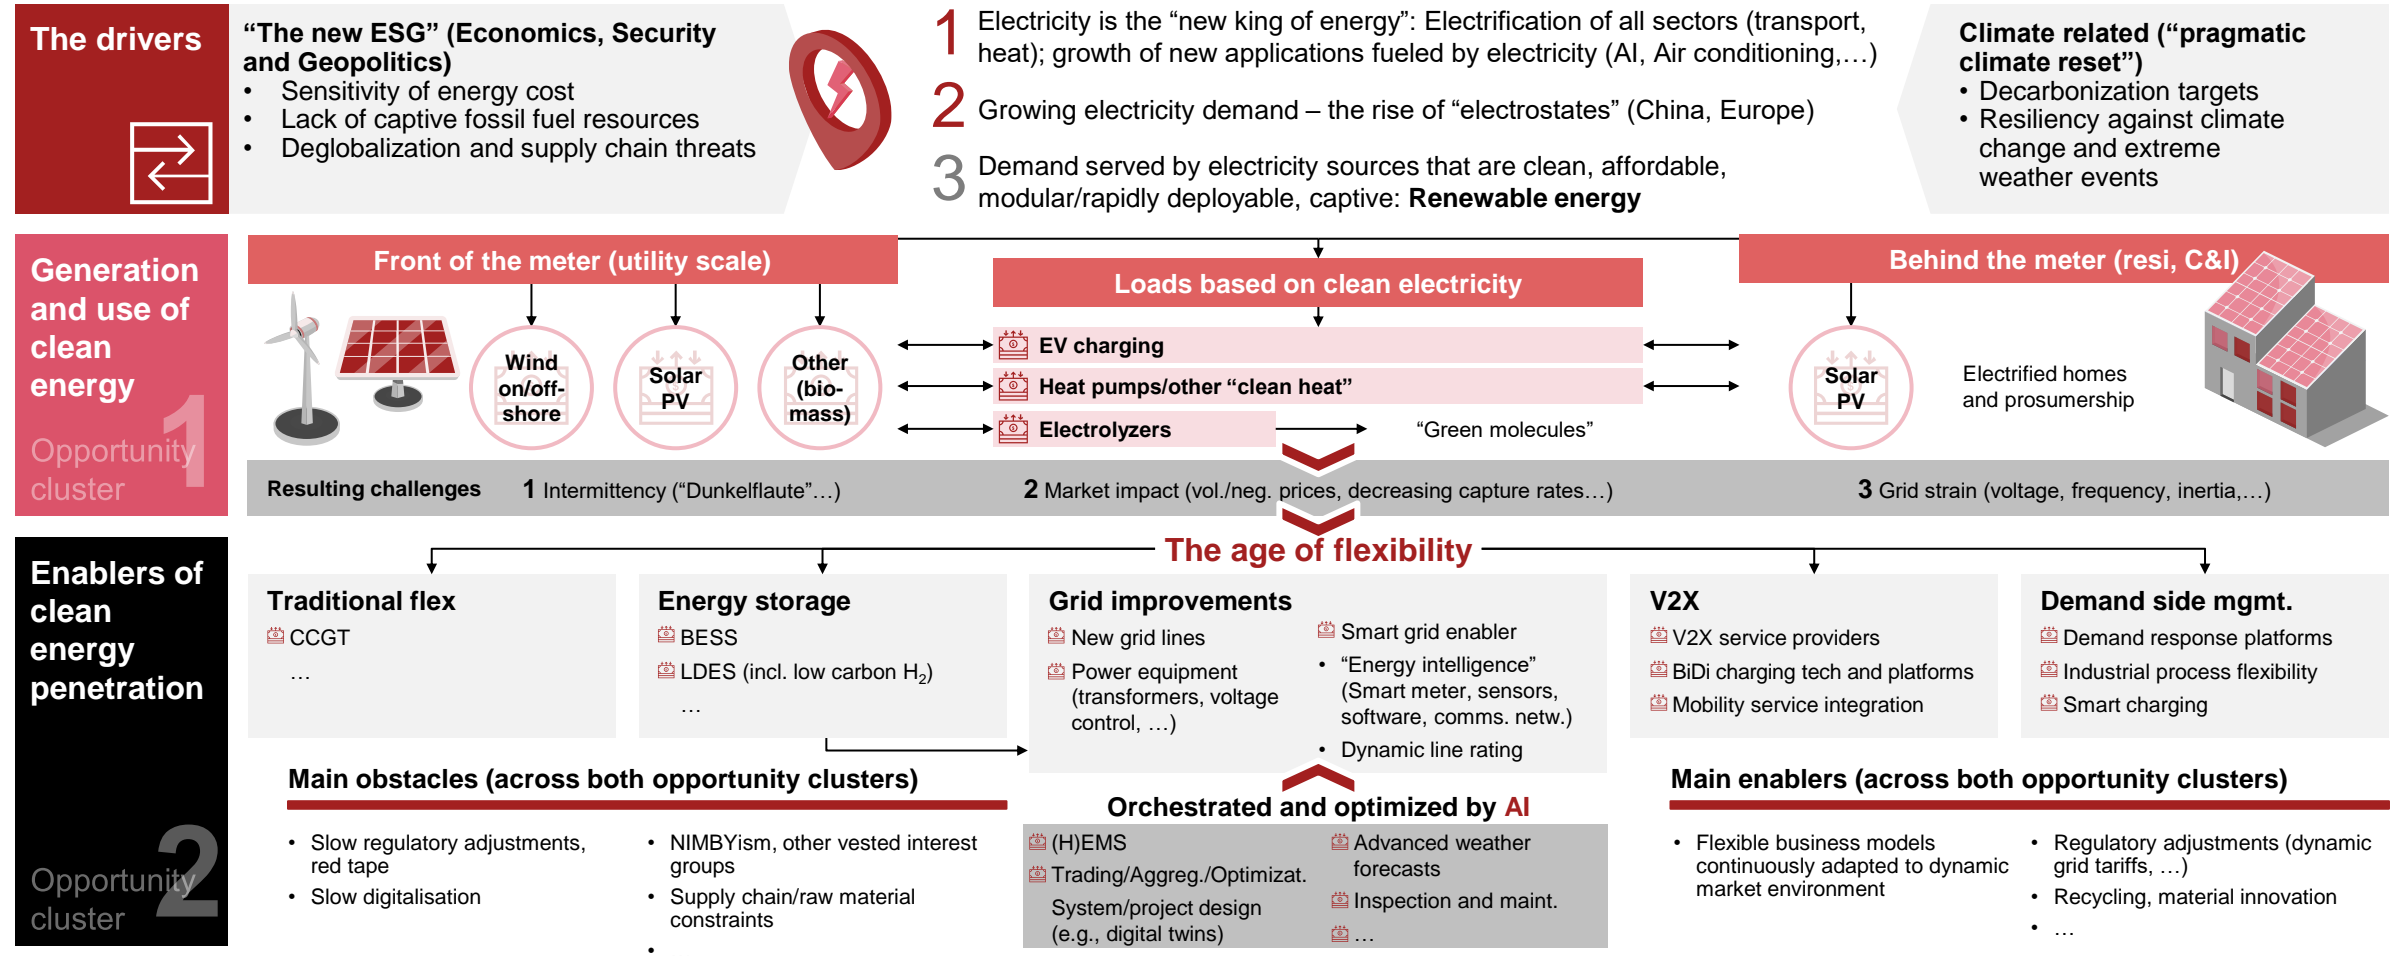 The drivers
“The new ESG” (Economics, Security
and Geopolitics)
• Sensitivity of energy cost
• Lack of captive fossil fuel resources
• Deglobalization and supply chain threats
1 Electricity is the “new king of energy”: Electrification of all sectors (transport,
heat); growth of new applications fueled by electricity (AI, Air conditioning,…)
2 Growing electricity demand – the rise of “electrostates” (China, Europe)
3 Demand served by electricity sources that are clean, affordable,
modular/rapidly deployable, captive: Renewable energy
Climate related (“pragmatic
climate reset”)
• Decarbonization targets
• Resiliency against climate
change and extreme
weather events
Generation
and use of
clean
energy
Opportunity
cluster
1
Front of the meter (utility scale)
Wind
on/off-
shore
Solar
PV
Other
(bio-
mass)
Loads based on clean electricity
EV charging
Heat pumps/other “clean heat”
Electrolyzers
“Green molecules”
Behind the meter (resi, C&I)
Solar
PV
Electrified homes
and prosumership
Resulting challenges
1 Intermittency (“Dunkelflaute”…)
2 Market impact (vol./neg. prices, decreasing capture rates…)
3 Grid strain (voltage, frequency, inertia,…)
Enablers of
clean
energy
penetration
Opportunity
cluster
2
The age of flexibility
Traditional flex
CCGT
…
Energy storage
BESS
LDES (incl. low carbon H2)
…
Grid improvements
New grid lines
Power equipment
(transformers, voltage
control, …)
Smart grid enabler
• “Energy intelligence”
(Smart meter, sensors,
software, comms. netw.)
• Dynamic line rating
V2X
V2X service providers
BiDi charging tech and platforms
Mobility service integration
Demand side mgmt.
Demand response platforms
Industrial process flexibility
Smart charging
Main obstacles (across both opportunity clusters)
• Slow regulatory adjustments,
red tape
• Slow digitalisation
• NIMBYism, other vested interest
groups
• Supply chain/raw material
constraints
•
Orchestrated and optimized by AI
(H)EMS
Trading/Aggreg./Optimizat.
System/project design
(e.g., digital twins)
Advanced weather
forecasts
Inspection and maint.
…
Main enablers (across both opportunity clusters)
• Flexible business models
continuously adapted to dynamic
market environment
• Regulatory adjustments (dynamic
grid tariffs, …)
• Recycling, material innovation
• …